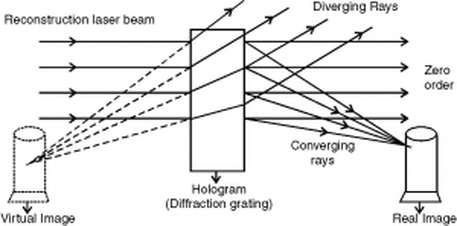 Reconstruction laser beam
Diverging Rays
Zero
order
Converging
rays
Hologram
(Diffraction grating)
Virtual Image
Real Image